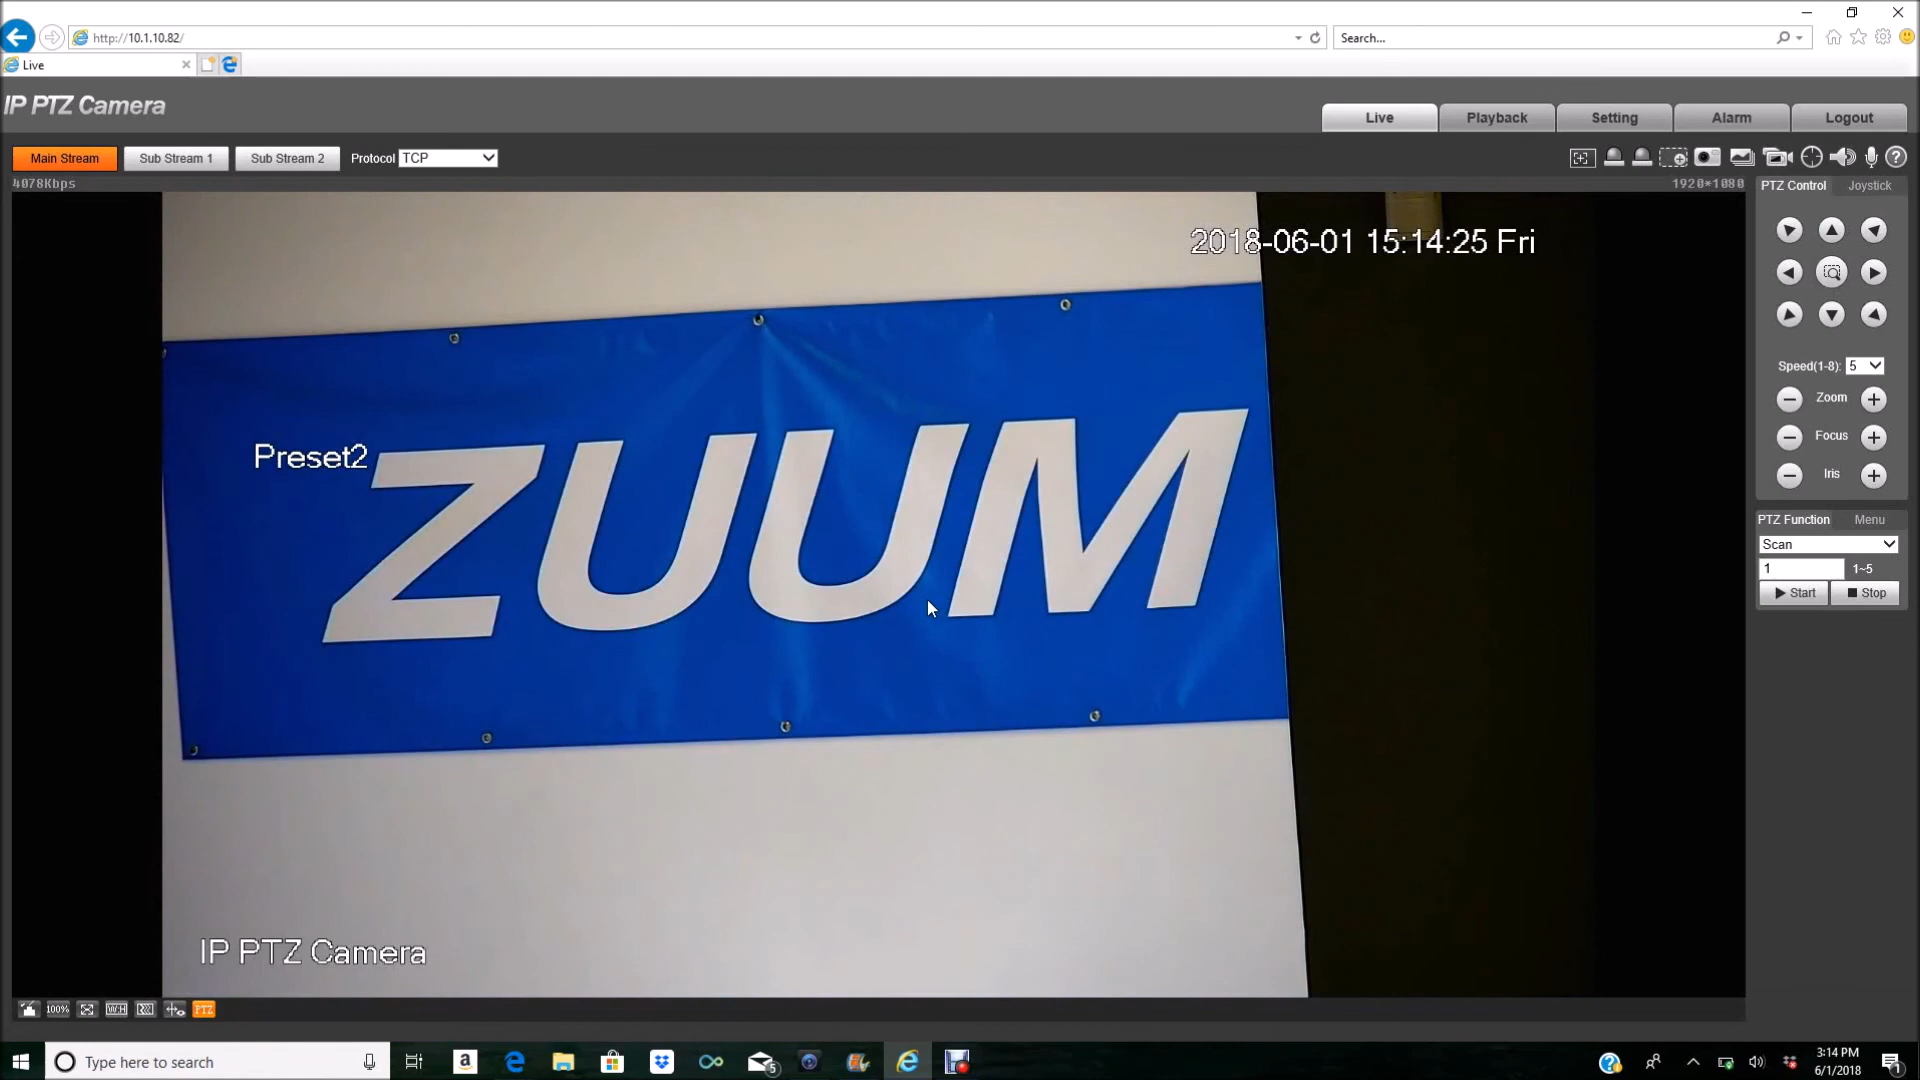 http://10.1.10.82/
Search...
Live
IP PTZ Camera
Live
Playback
Setting
Alarm
Logout
Main Stream
Sub Stream 1
Sub Stream 2
Protocol
TCP
4078Kbps
1920*1080
PTZ Control
Joystick
2018-06-01 15:14:25 Fri
Speed(1-8):
5
Zoom
Focus
Iris
Preset2
ZUUM
PTZ Function
Menu
Scan
1
1~5
Start
Stop
IP PTZ Camera
100%
W:H
PTZ
Type here to search
5
3:14 PM
6/1/2018
1